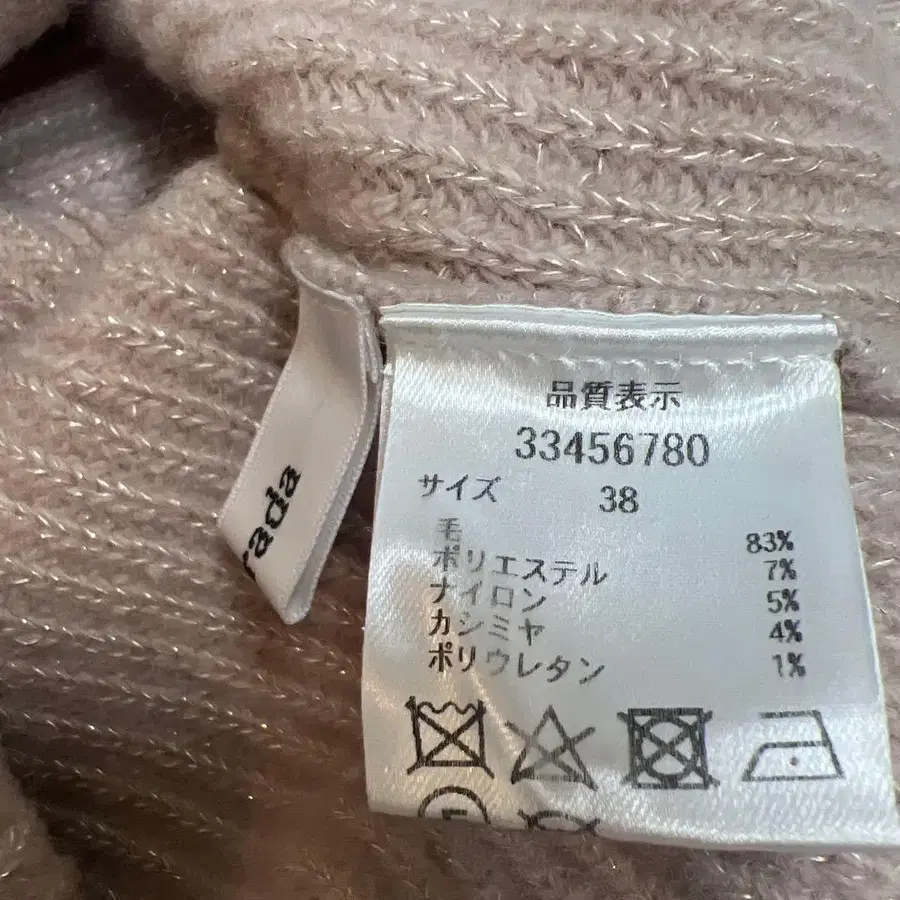 品質表示
33456780
サイズ 38
毛 83%
ポリエステル 7%
ナイロン 5%
カシミヤ 4%
ポリウレタン 1%
rada